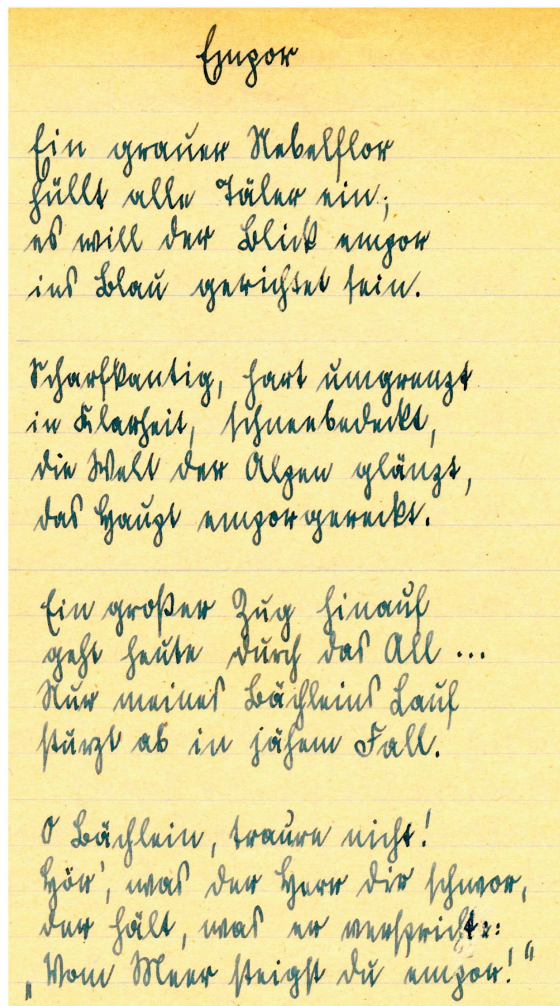 Empor
Ein grauer Nebelflor
hüllt alle Täler ein;
es will der Blick empor
ins Blau gerichtet sein.
Scharfkantig, hart umgrenzt
in Klarheit, schneebedeckt,
die Welt der Alpen glänzt,
das Haupt emporgereckt.
Ein großer Zug hinauf
geht heute durch das All ...
Nur meines Bächleins Lauf
stürzt ab in jähem Fall.
O Bächlein, traure nicht!
Hör', was der Herr dir schwor,
der hält, was er verspricht:
„Vom Meer steigst du empor!"